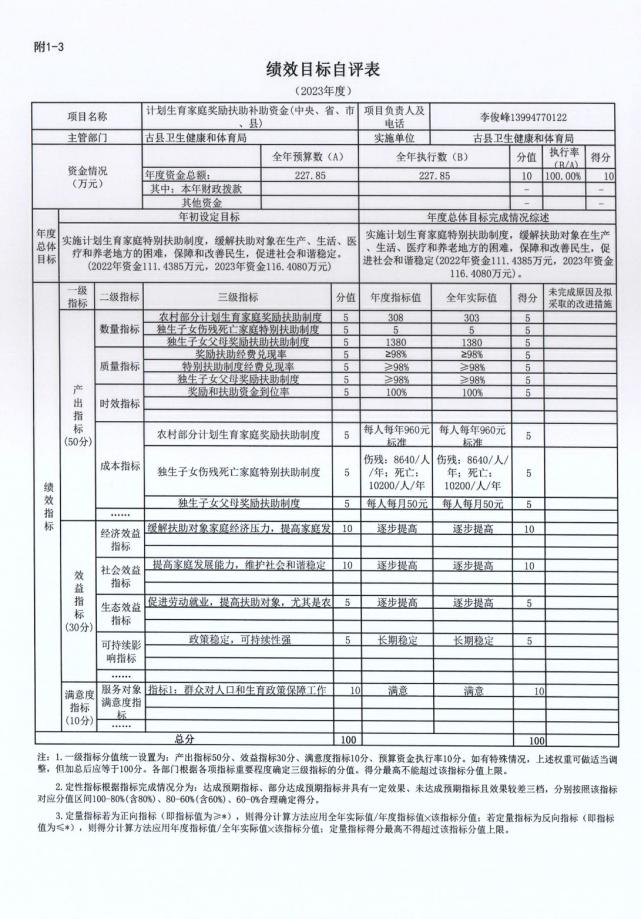 附1-3
绩效目标自评表
（2023年度）
项目名称 计划生育家庭奖励扶助补助资金(中央、省、市、县) 项目负责人及电话 李俊峰13994770122
主管部门 古县卫生健康和体育局 实施单位 古县卫生健康和体育局
资金情况（万元） 全年预算数（A） 全年执行数（B） 分值 执行率(B/A) 得分
年度资金总额： 227.85 227.85 10 100.00% 10
其中：本年财政拨款 － －
其他资金 － －
年度总体目标 年初设定目标 年度总体目标完成情况综述
实施计划生育家庭特别扶助制度，缓解扶助对象在生产、生活、医疗和养老地方的困难，保障和改善民生，促进社会和谐稳定。(2022年资金111.4385万元，2023年资金116.4080万元)
实施计划生育家庭特别扶助制度，缓解扶助对象在生产、生活、医疗和养老地方的困难，保障和改善民生，促进社会和谐稳定(2022年资金111.4385万元，2023年资金116.4080万元)。
绩效指标 一级指标 二级指标 三级指标 分值 年度指标值 全年实际值 得分 未完成原因及拟采取的改进措施
产出指标(50分) 数量指标 农村部分计划生育家庭奖励扶助制度 5 308 303 5
独生子女伤残死亡家庭特别扶助制度 5 5 5 5
独生子女父母奖励扶助扶助制度 5 1380 1380 5
质量指标 奖励扶助经费兑现率 5 ≥98% ≥98% 5
特别扶助制度经费兑现率 5 ≥98% ≥98% 5
独生子女父母奖励扶助制度 5 ≥98% ≥98% 5
时效指标 奖励和扶助资金到位率 5 100% 100% 5
成本指标 农村部分计划生育家庭奖励扶助制度 5 每人每年960元标准 每人每年960元标准 5
独生子女伤残死亡家庭特别扶助制度 5 伤残：8640/人/年；死亡：10200/人/年 伤残：8640/人/年；死亡：10200/人/年 5
独生子女父母奖励扶助制度 5 每人每月50元 每人每月50元 5
……
效益指标(30分) 经济效益指标 缓解扶助对象家庭经济压力，提高家庭发 10 逐步提高 逐步提高 10
社会效益指标 提高家庭发展能力，维护社会和谐稳定 10 逐步提高 逐步提高 10
生态效益指标 促进劳动就业，提高扶助对象，尤其是农 5 逐步提高 逐步提高 5
可持续影响指标 政策稳定，可持续性强 5 长期稳定 长期稳定 5
……
满意度指标(10分) 服务对象满意度指标 指标1：群众对人口和生育政策保障工作 10 满意 满意 10
……
总分 100 100
注：1.一级指标分值统一设置为：产出指标50分、效益指标30分、满意度指标10分、预算资金执行率10分。如有特殊情况，上述权重可做适当调
整，但加总后应等于100分。各部门根据各项指标重要程度确定三级指标的分值。得分最高不能超过该指标分值上限。
2.定性指标根据指标完成情况分为：达成预期指标、部分达成预期指标并具有一定效果、未达成预期指标且效果较差三档，分别按照该指标
对应分值区间100-80%(含80%)、80-60%(含60%)、60-0%合理确定得分。
3.定量指标若为正向指标（即指标值为≥*），则得分计算方法应用全年实际值/年度指标值×该指标分值；若定量指标为反向指标（即指标
值为≤*），则得分计算方法应用年度指标值/全年实际值×该指标分值；定量指标得分最高不得超过该指标分值上限。